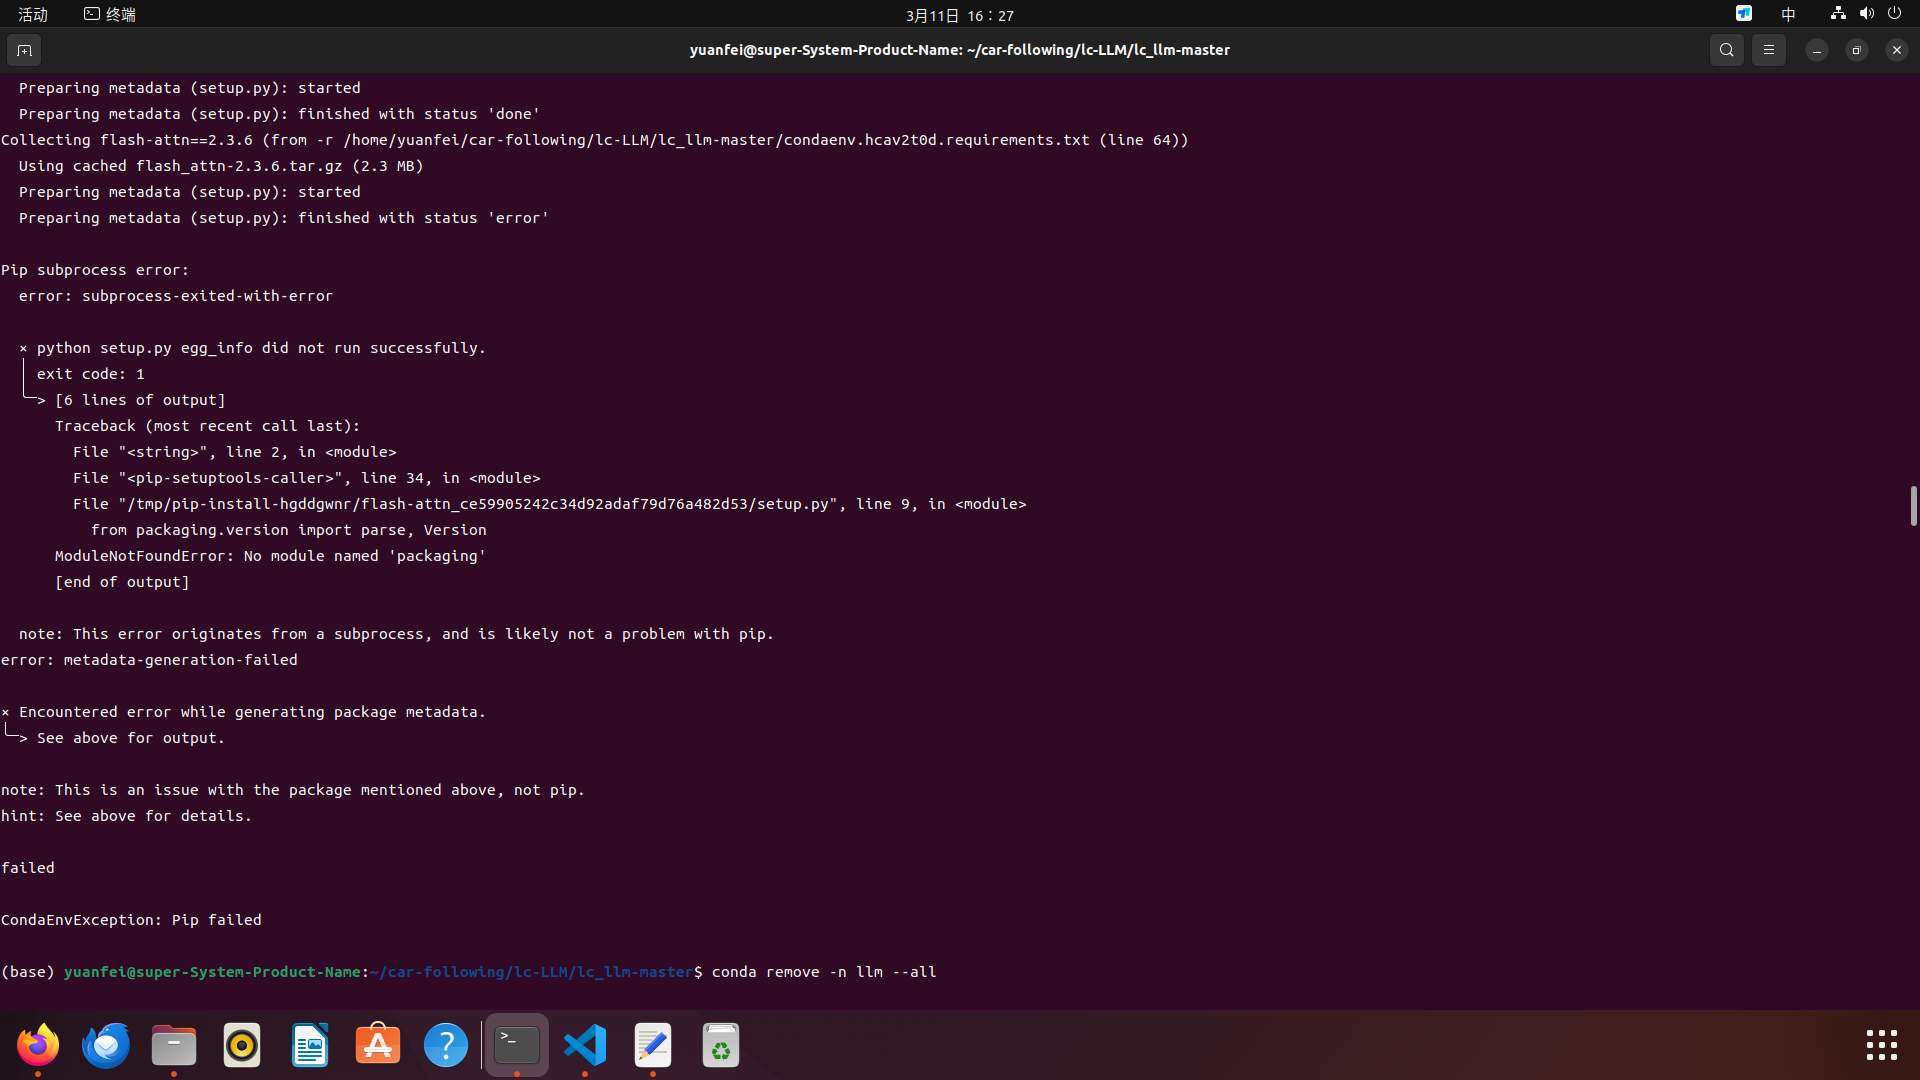 活动
终端
3月11日 16：27
中
yuanfei@super-System-Product-Name: ~/car-following/lc-LLM/lc_llm-master
  Preparing metadata (setup.py): started
  Preparing metadata (setup.py): finished with status 'done'
Collecting flash-attn==2.3.6 (from -r /home/yuanfei/car-following/lc-LLM/lc_llm-master/condaenv.hcav2t0d.requirements.txt (line 64))
  Using cached flash_attn-2.3.6.tar.gz (2.3 MB)
  Preparing metadata (setup.py): started
  Preparing metadata (setup.py): finished with status 'error'
Pip subprocess error:
  error: subprocess-exited-with-error
  × python setup.py egg_info did not run successfully.
  │ exit code: 1
  ╰─> [6 lines of output]
      Traceback (most recent call last):
        File "<string>", line 2, in <module>
        File "<pip-setuptools-caller>", line 34, in <module>
        File "/tmp/pip-install-hgddgwnr/flash-attn_ce59905242c34d92adaf79d76a482d53/setup.py", line 9, in <module>
          from packaging.version import parse, Version
      ModuleNotFoundError: No module named 'packaging'
      [end of output]
  note: This error originates from a subprocess, and is likely not a problem with pip.
error: metadata-generation-failed
× Encountered error while generating package metadata.
╰─> See above for output.
note: This is an issue with the package mentioned above, not pip.
hint: See above for details.
failed
CondaEnvException: Pip failed
(base) yuanfei@super-System-Product-Name:~/car-following/lc-LLM/lc_llm-master$ conda remove -n llm --all